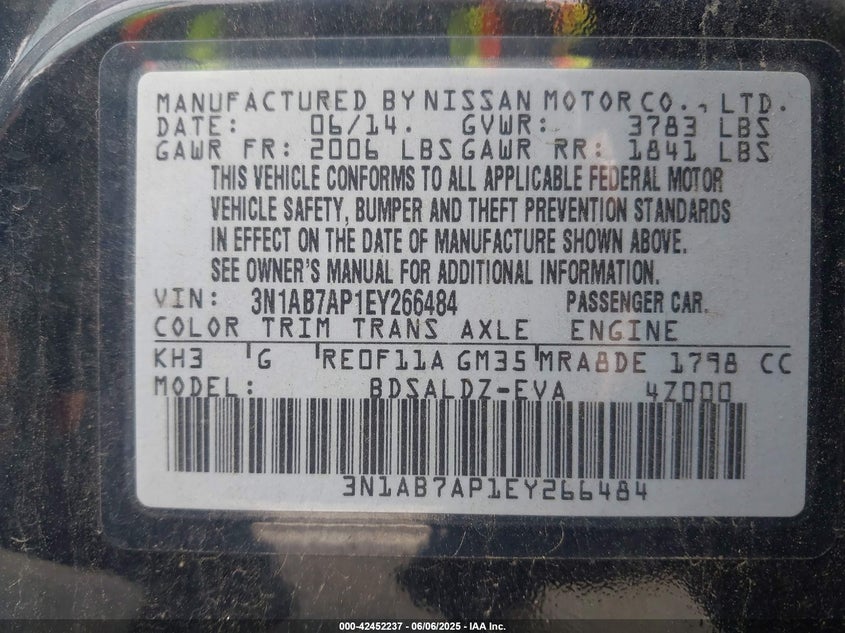 MANUFACTURED BY NISSAN MOTOR CO., LTD.
DATE: 06/14. GVWR: 3783 LBS
GAWR FR: 2006 LBS GAWR RR: 1841 LBS
THIS VEHICLE CONFORMS TO ALL APPLICABLE FEDERAL MOTOR
VEHICLE SAFETY, BUMPER AND THEFT PREVENTION STANDARDS
IN EFFECT ON THE DATE OF MANUFACTURE SHOWN ABOVE.
SEE OWNER'S MANUAL FOR ADDITIONAL INFORMATION.
VIN: 3N1AB7AP1EY266484 PASSENGER CAR.
COLOR TRIM TRANS AXLE ENGINE
KH3 G RE0F11A GM35 MRA8DE 1798 CC
MODEL: BDSALDZ-EVA 4Z000
3N1AB7AP1EY266484
000-42452237 - 06/06/2025 - IAA Inc.